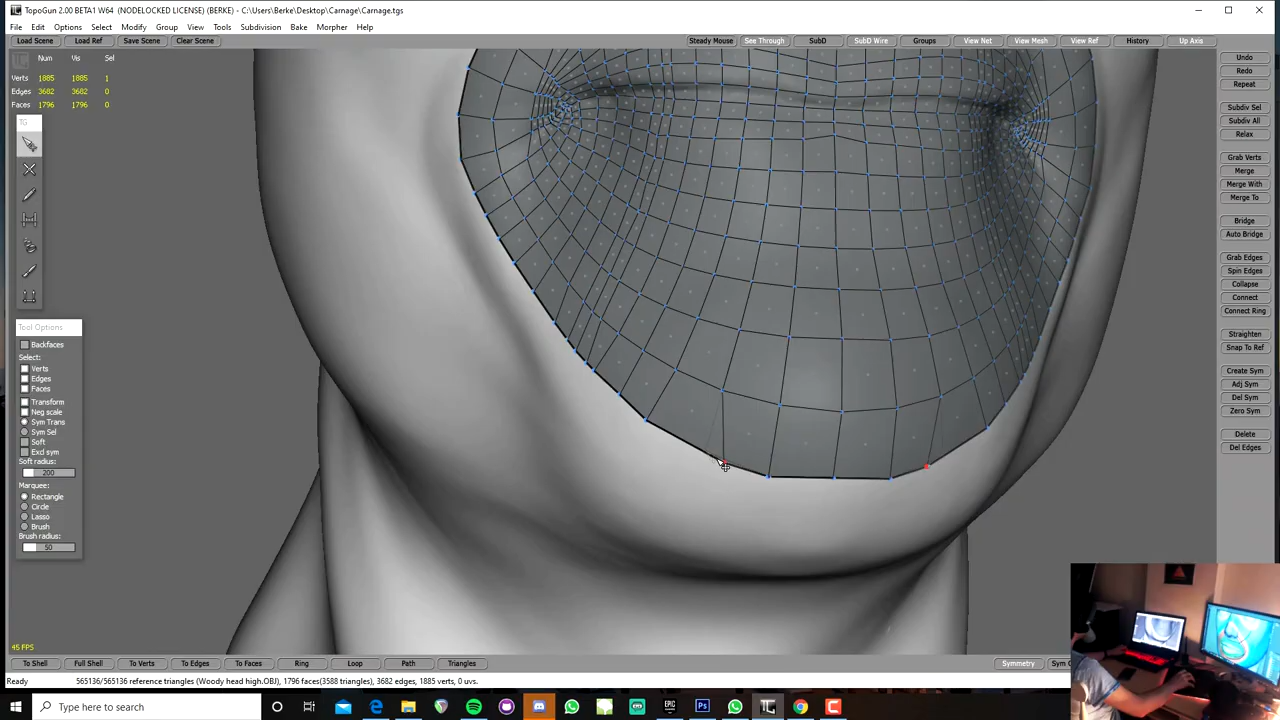 TopoGun 2.00 BETA1 W64 (NODELOCKED LICENSE) (BERKE) - C:\Users\Berke\Desktop\Carnage\Carnage.tgs
File Edit Options Select Modify Group View Tools Subdivision Bake Morpher Help
Load Scene Load Ref Save Scene Clear Scene Steady Mouse See Through SubD SubD Wire Groups View Net View Mesh View Ref History Up Axis
Num Vis Sel
Verts 1885 1885 1
Edges 3682 3682 0
Faces 1796 1796 0
TG
Tool Options
Backfaces
Select:
Verts
Edges
Faces
Transform
Neg scale
Sym Trans
Sym Sel
Soft
Excl sym
Soft radius:
200
Marquee:
Rectangle
Circle
Lasso
Brush
Brush radius:
50
Undo
Redo
Repeat
Subdiv Sel
Subdiv All
Relax
Grab Verts
Merge
Merge With
Merge To
Bridge
Auto Bridge
Grab Edges
Spin Edges
Collapse
Connect
Connect Ring
Straighten
Snap To Ref
Create Sym
Adj Sym
Del Sym
Zero Sym
Delete
Del Edges
45 FPS
To Shell Full Shell To Verts To Edges To Faces Ring Loop Path Triangles Symmetry
565136/565136 reference triangles (Woody head high.OBJ), 1796 faces(3588 triangles), 3682 edges, 1885 verts, 0 uvs.
Type here to search